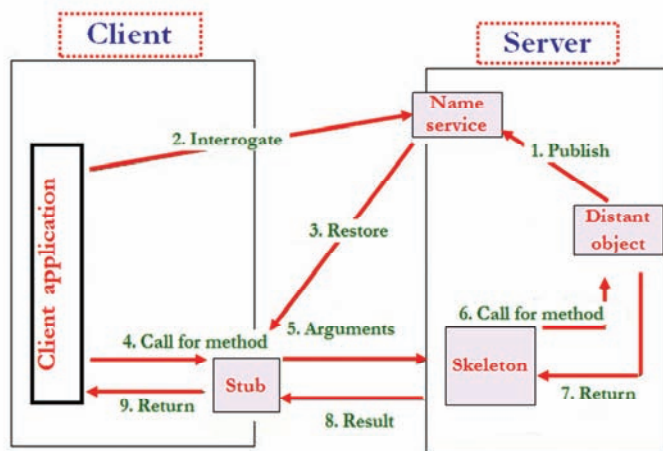 Client
Server
Name
service
2. Interrogate
1. Publish
Distant
object
Client application
3. Restore
6. Call for method
4. Call for method
5. Arguments
Stub
Skeleton
9. Return
8. Result
7. Return